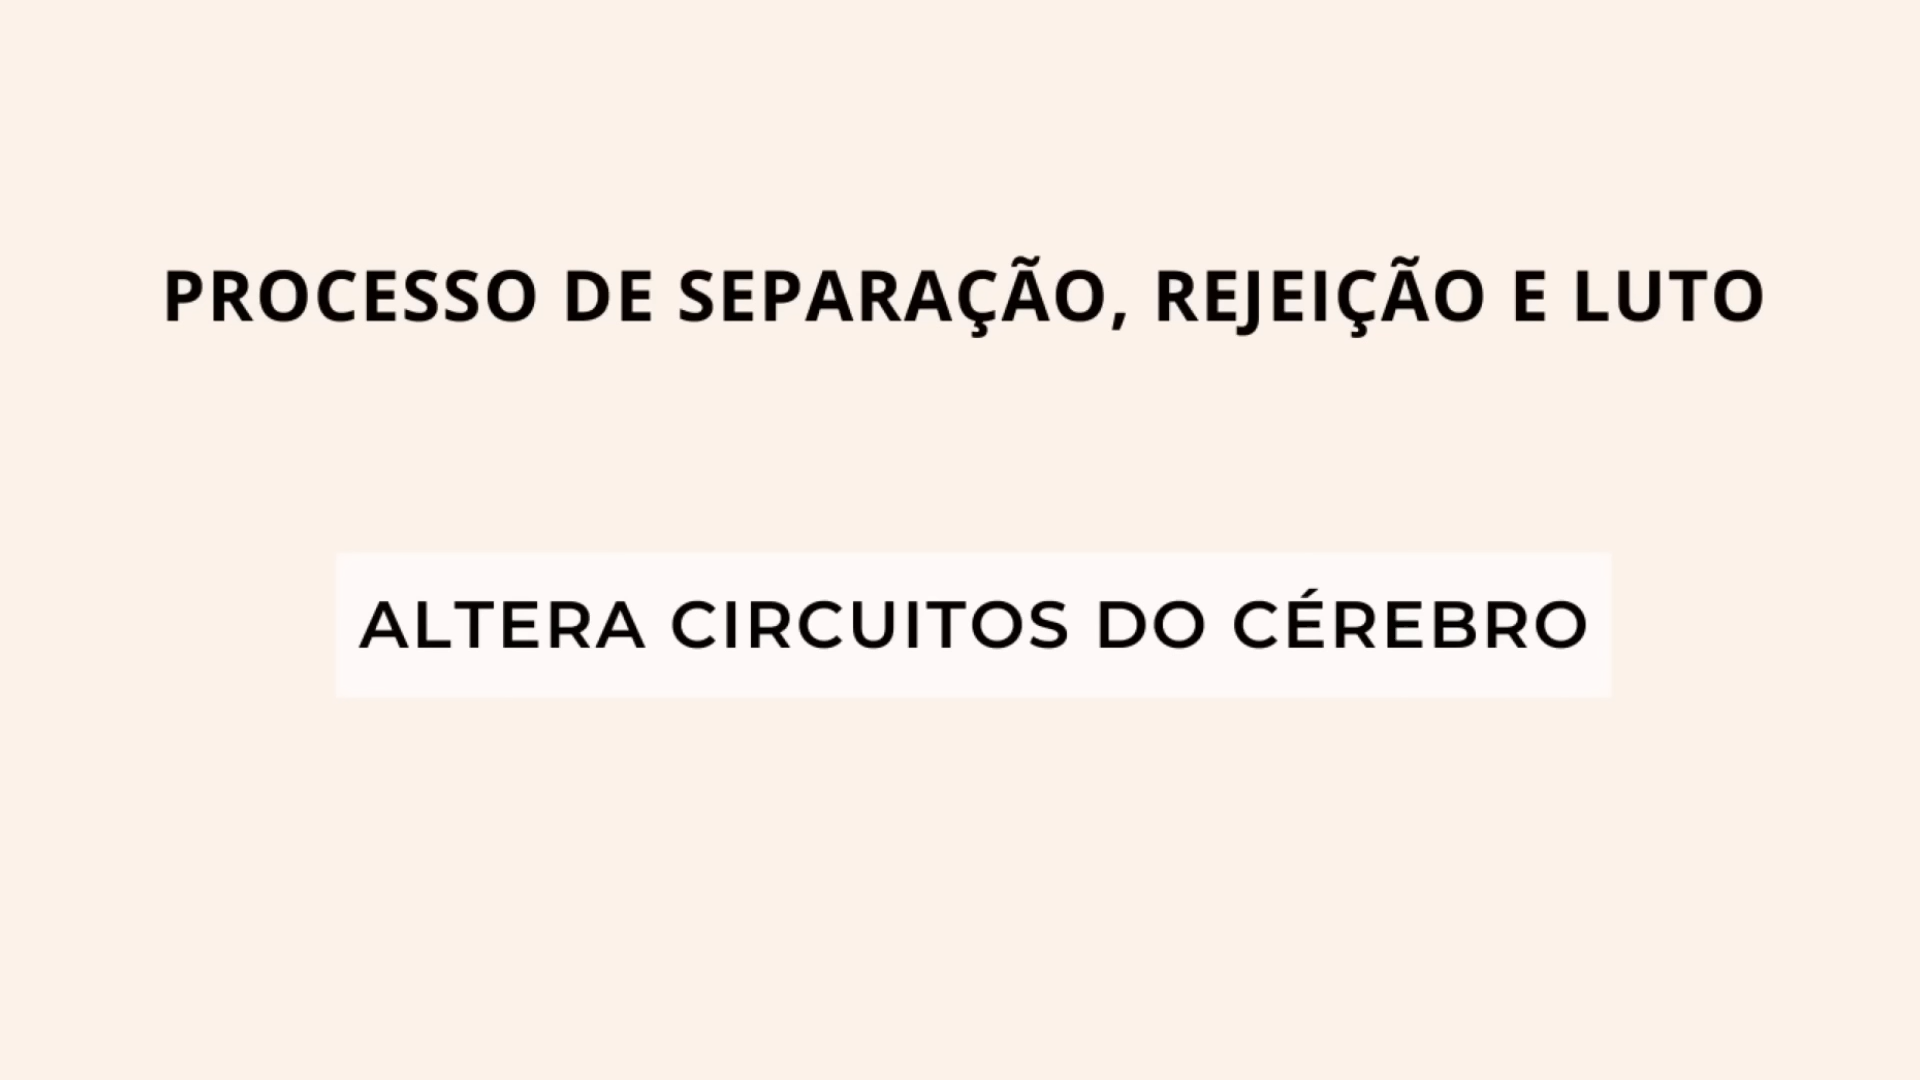 PROCESSO DE SEPARAÇÃO, REJEIÇÃO E LUTO
ALTERA CIRCUITOS DO CÉREBRO